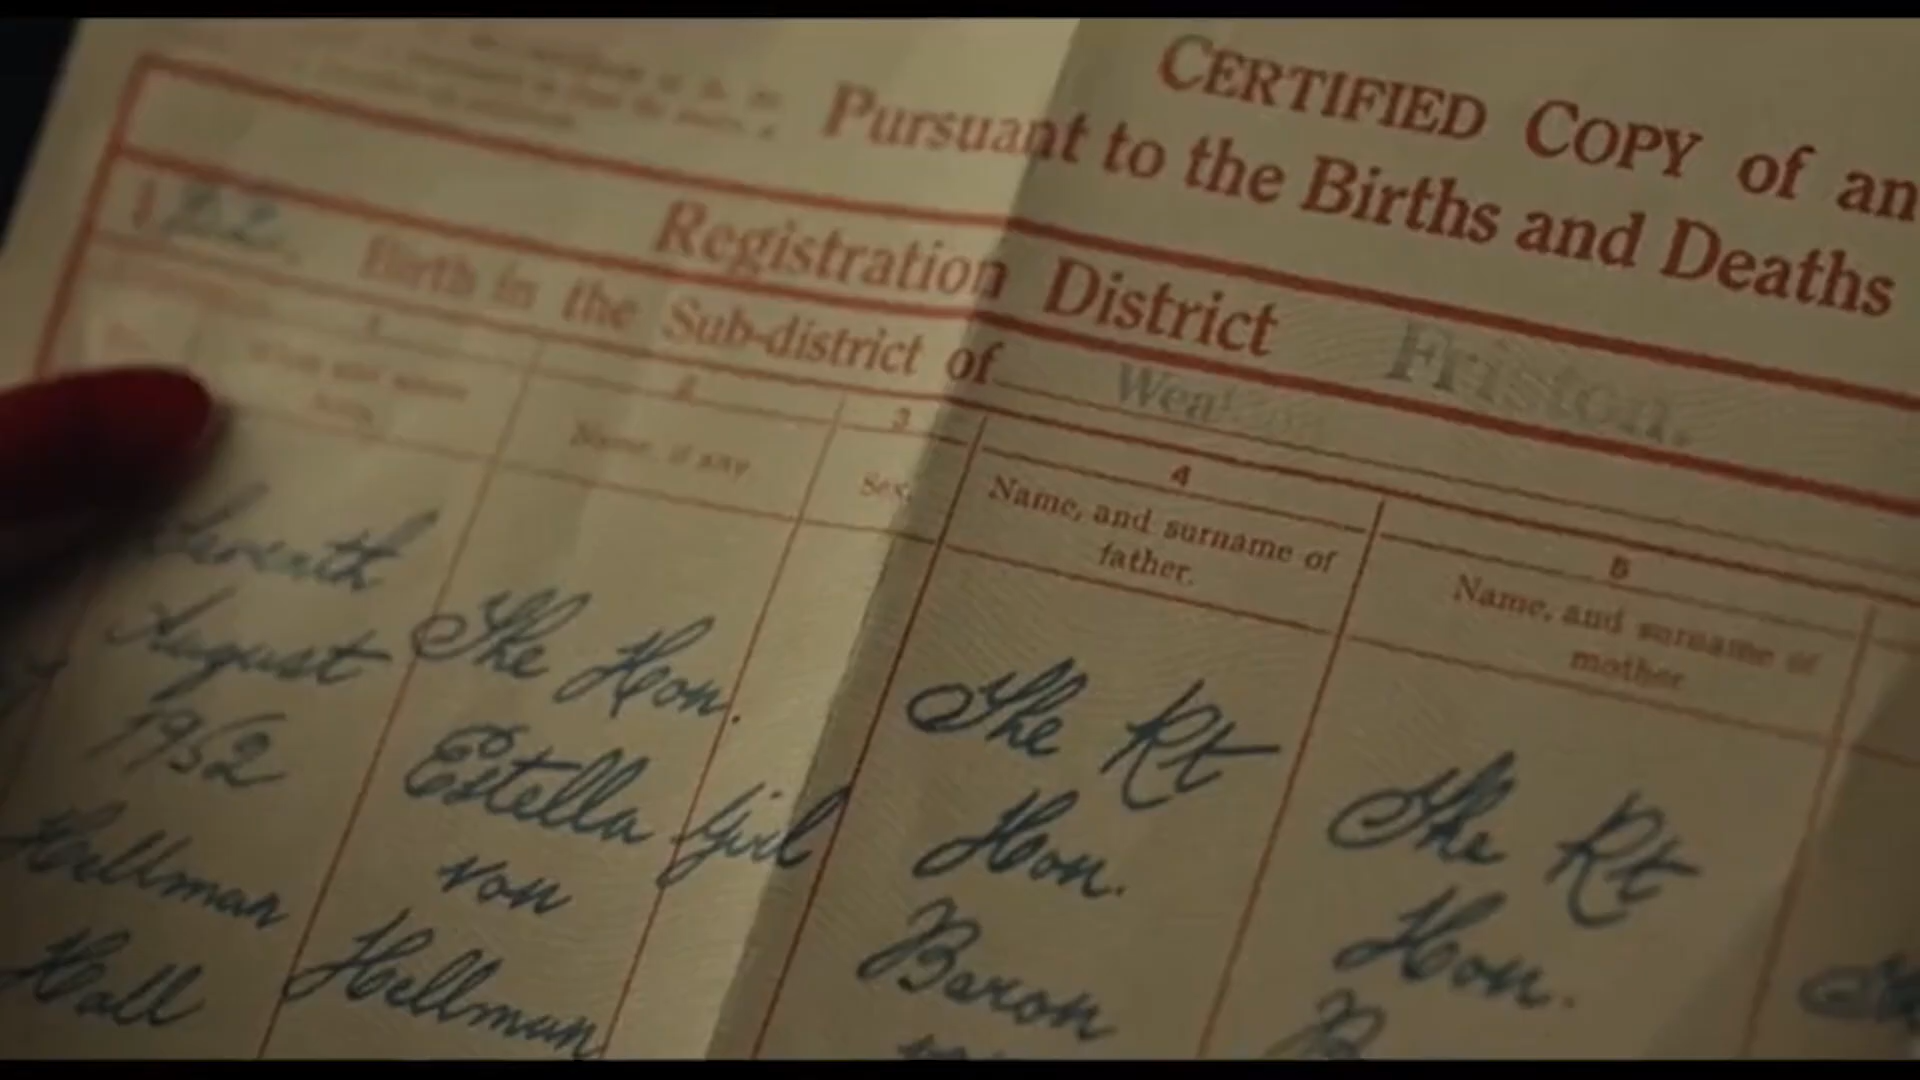 CERTIFIED COPY of an
Pursuant to the Births and Deaths
Registration District Friston.
Birth in the Sub-district of
1
2
3
4
5
Name, if any
Sex.
Name, and surname of
father.
Name, and surname of
mother
Seventh
August
1952
Hellman
Hall
The Hon.
Estella
von
Hellman
Girl
The Rt
Hon.
Baron
The Rt
Hon.